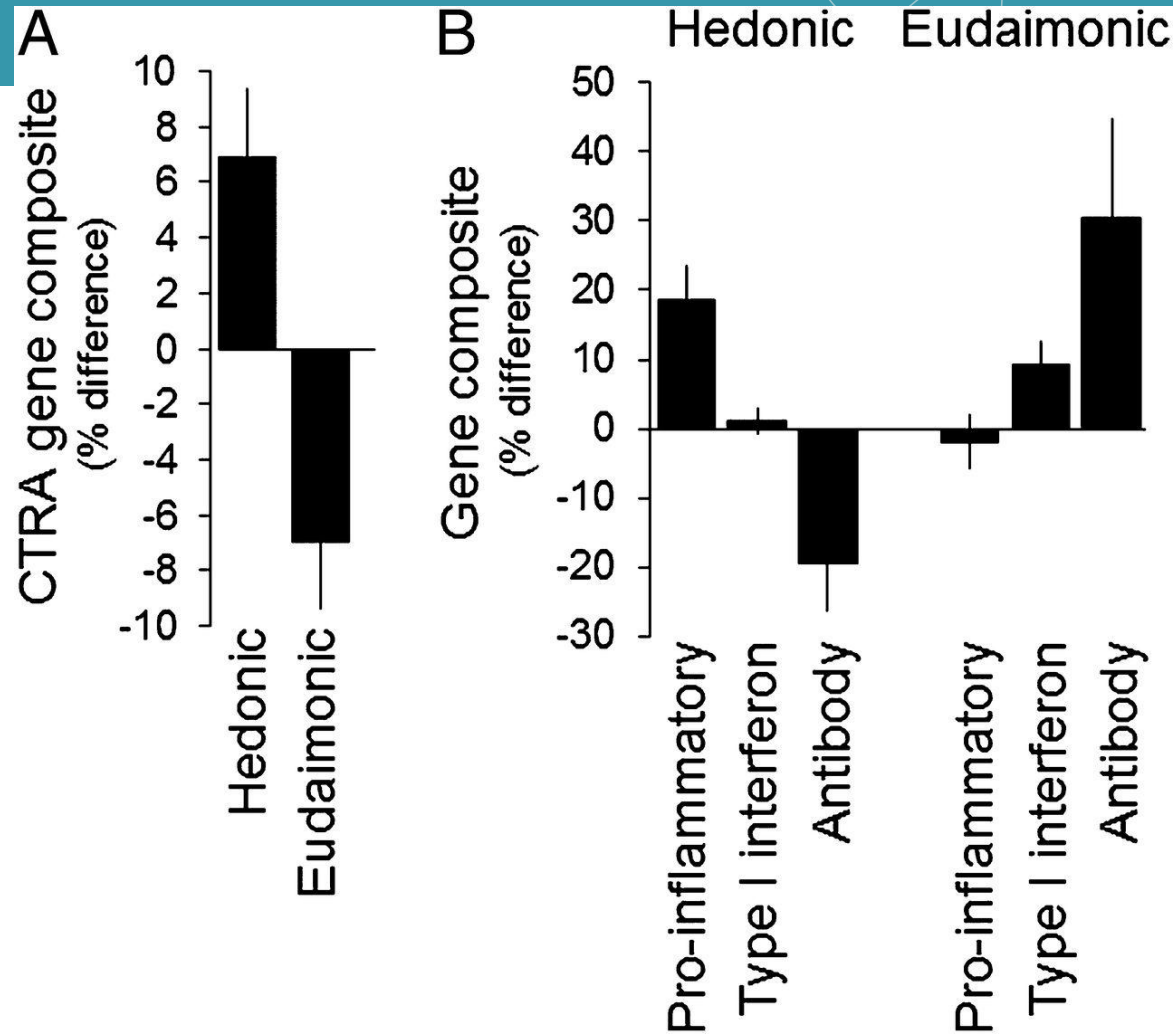 A
CTRA gene composite
(% difference)
10
8
6
4
2
0
-2
-4
-6
-8
-10
Hedonic
Eudaimonic
B
Hedonic
Eudaimonic
Gene composite
(% difference)
50
40
30
20
10
0
-10
-20
-30
Pro-inflammatory
Type I interferon
Antibody
Pro-inflammatory
Type I interferon
Antibody